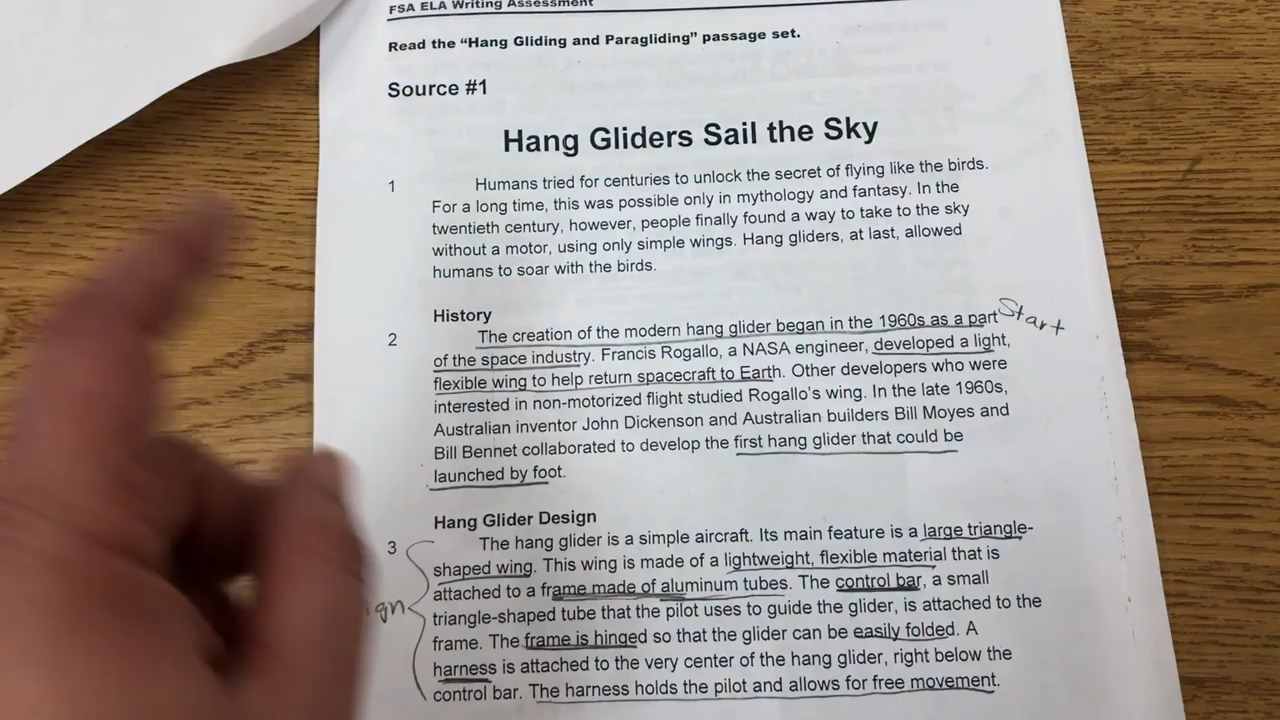 FSA ELA Writing Assessment
Read the “Hang Gliding and Paragliding” passage set.
Source #1
Hang Gliders Sail the Sky
1 Humans tried for centuries to unlock the secret of flying like the birds.
For a long time, this was possible only in mythology and fantasy. In the
twentieth century, however, people finally found a way to take to the sky
without a motor, using only simple wings. Hang gliders, at last, allowed
humans to soar with the birds.
History
2 The creation of the modern hang glider began in the 1960s as a part Start
of the space industry. Francis Rogallo, a NASA engineer, developed a light,
flexible wing to help return spacecraft to Earth. Other developers who were
interested in non-motorized flight studied Rogallo’s wing. In the late 1960s,
Australian inventor John Dickenson and Australian builders Bill Moyes and
Bill Bennet collaborated to develop the first hang glider that could be
launched by foot.
Hang Glider Design
3 The hang glider is a simple aircraft. Its main feature is a large triangle-
shaped wing. This wing is made of a lightweight, flexible material that is
attached to a frame made of aluminum tubes. The control bar, a small
ign triangle-shaped tube that the pilot uses to guide the glider, is attached to the
frame. The frame is hinged so that the glider can be easily folded. A
harness is attached to the very center of the hang glider, right below the
control bar. The harness holds the pilot and allows for free movement.